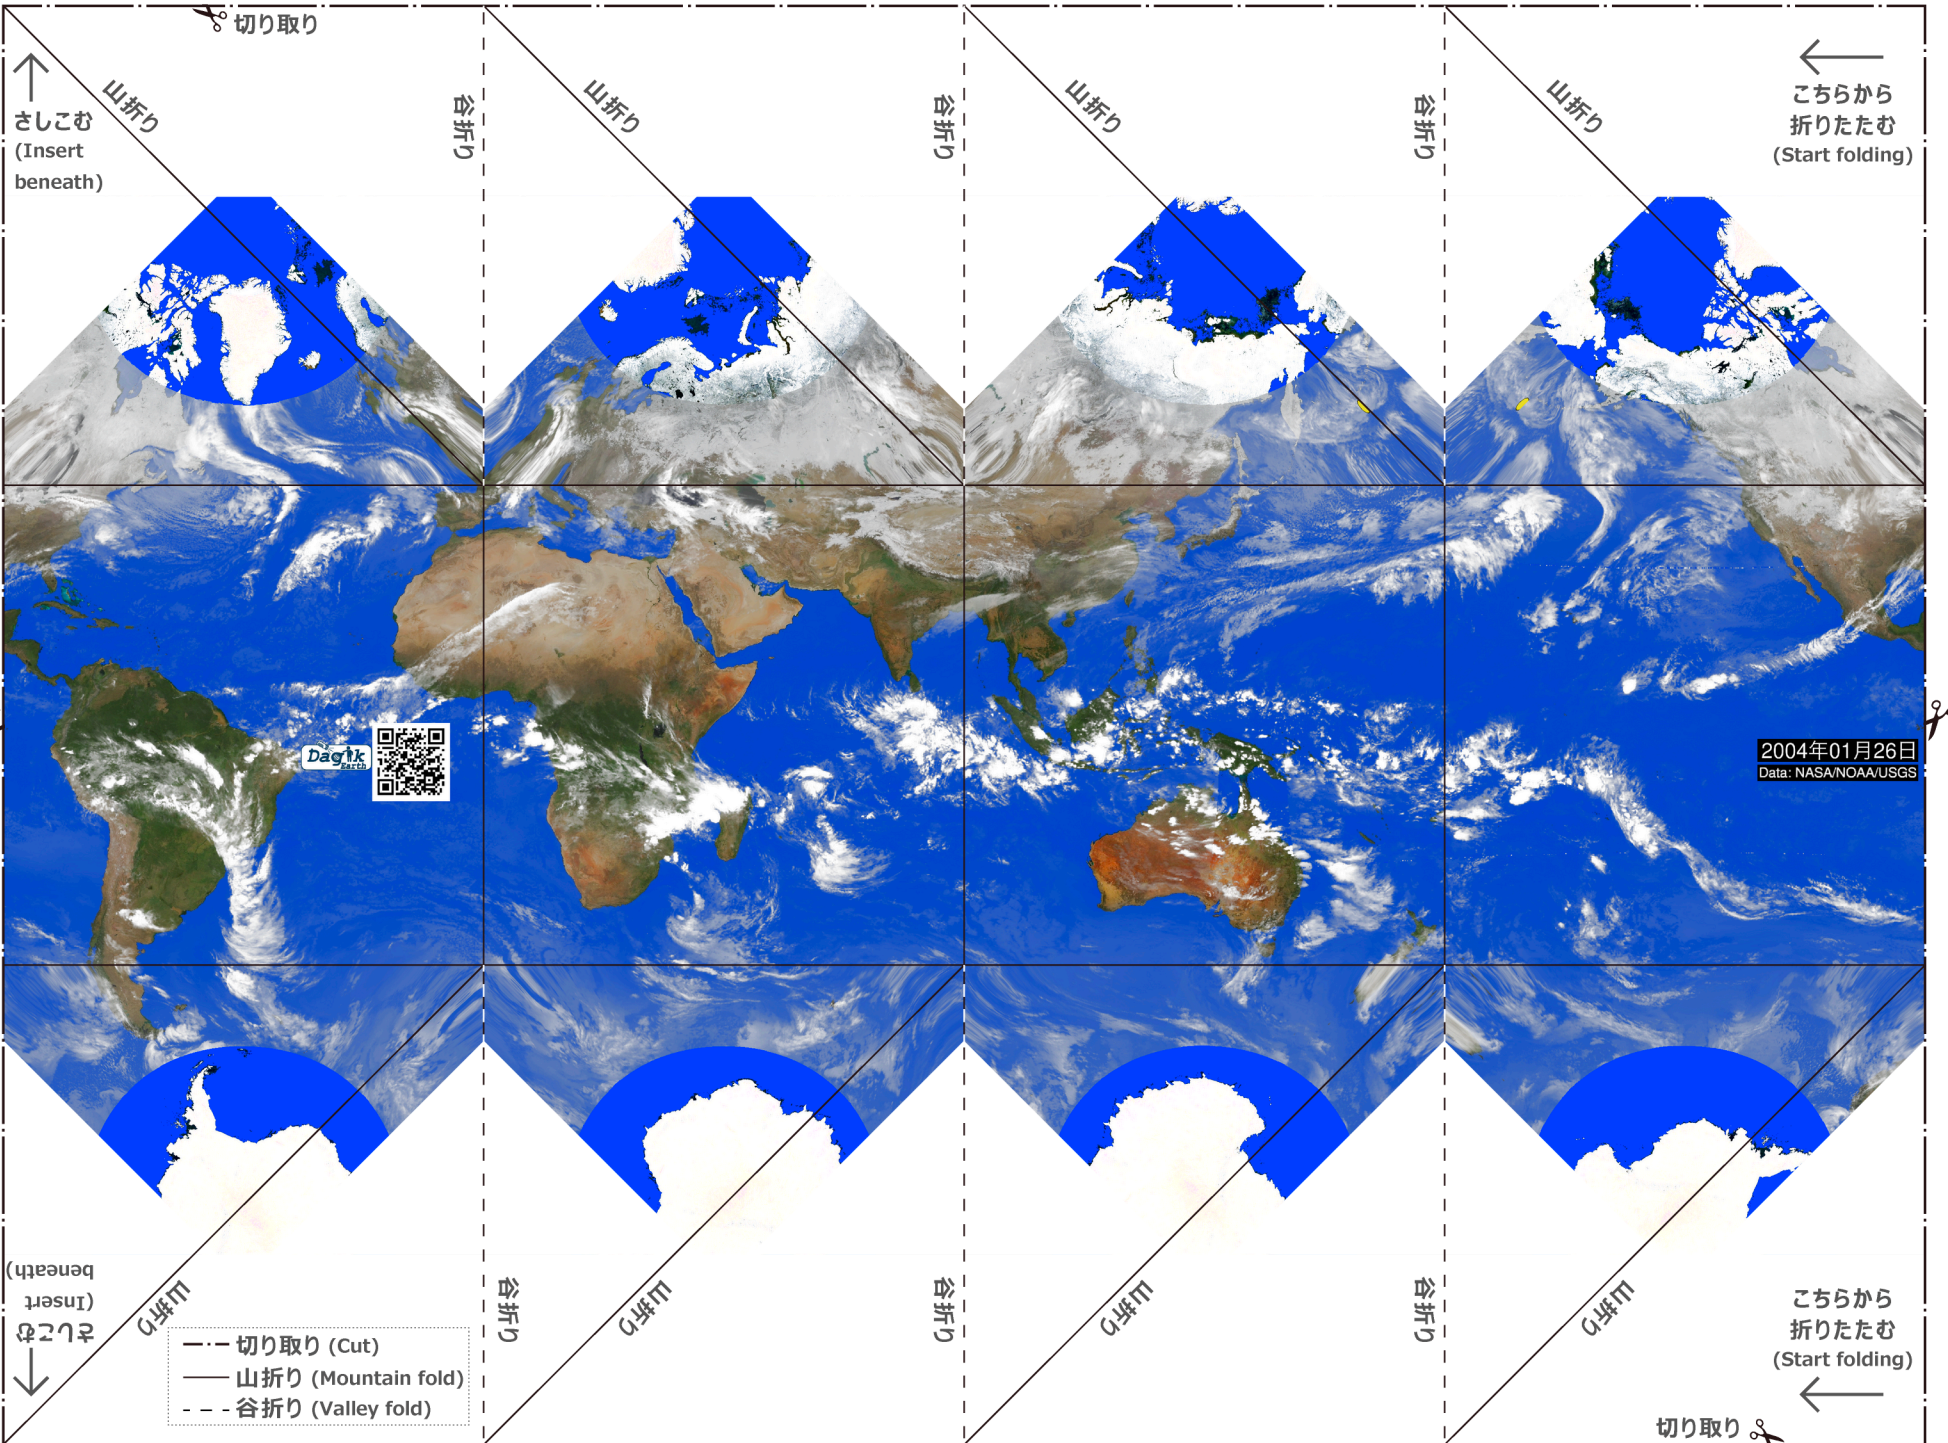 切り取り
さしこむ
(Insert
beneath)
山折り
谷折り
山折り
谷折り
山折り
谷折り
山折り
こちらから
折りたたむ
(Start folding)
Dagik
Earth
2004年01月26日
Data: NASA/NOAA/USGS
さしこむ
(Insert
beneath)
山折り
谷折り
山折り
谷折り
山折り
谷折り
山折り
こちらから
折りたたむ
(Start folding)
切り取り (Cut)
山折り (Mountain fold)
谷折り (Valley fold)
切り取り